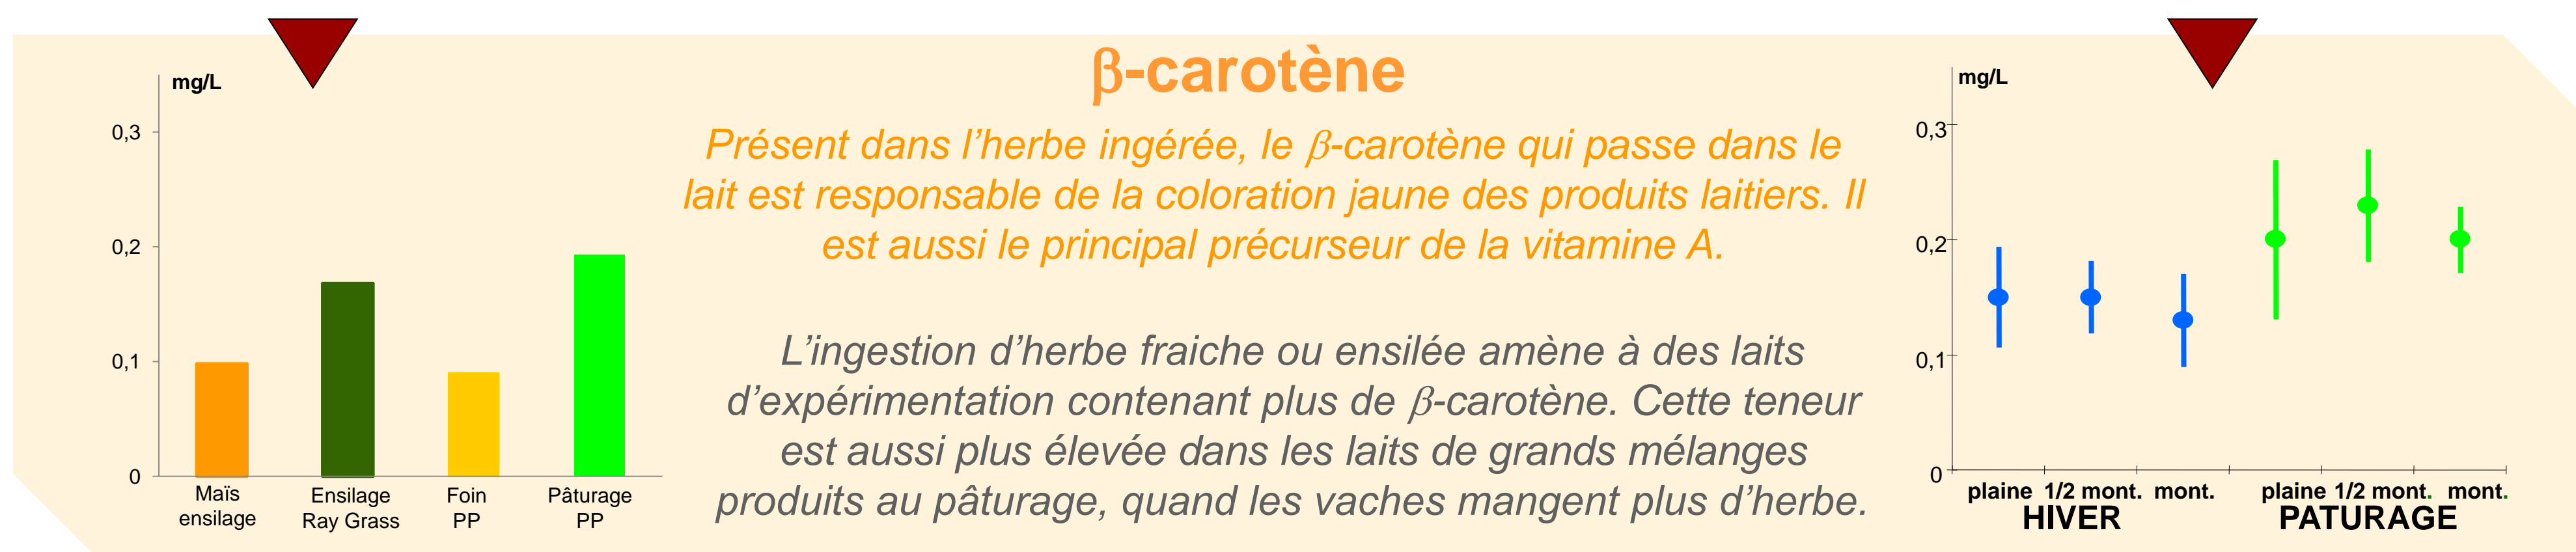 β-carotène
mg/L
0,3
0,2
0,1
0
Maïs
ensilage
Ensilage
Ray Grass
Foin
PP
Pâturage
PP
Présent dans l’herbe ingérée, le β-carotène qui passe dans le
lait est responsable de la coloration jaune des produits laitiers. Il
est aussi le principal précurseur de la vitamine A.
L’ingestion d’herbe fraiche ou ensilée amène à des laits
d’expérimentation contenant plus de β-carotène. Cette teneur
est aussi plus élevée dans les laits de grands mélanges
produits au pâturage, quand les vaches mangent plus d’herbe.
mg/L
0,3
0,2
0,1
0
plaine 1/2 mont. mont.
HIVER
plaine 1/2 mont. mont.
PATURAGE